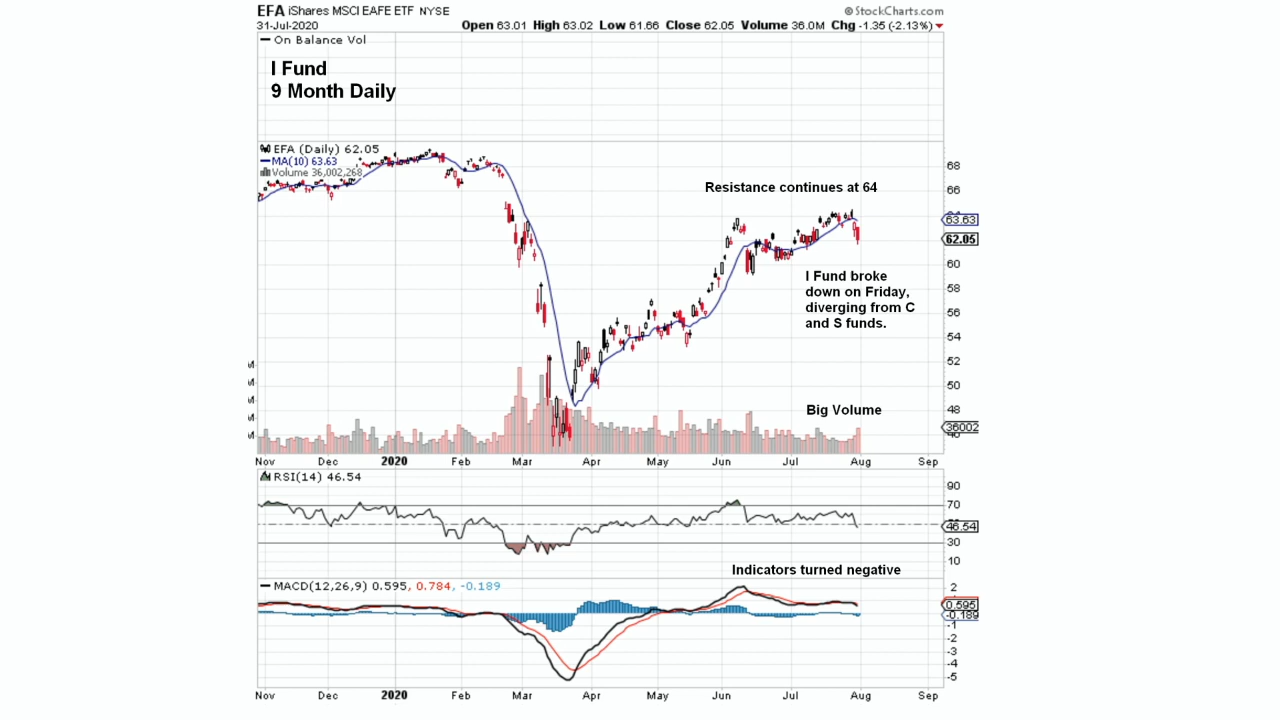 EFA iShares MSCI EAFE ETF NYSE
© StockCharts.com
31-Jul-2020
Open 63.01 High 63.02 Low 61.66 Close 62.05 Volume 36.0M Chg -1.35 (-2.13%)
On Balance Vol
I Fund
9 Month Daily
EFA (Daily) 62.05
MA(10) 63.63
Volume 36,002,268
68
66
Resistance continues at 64
63.63
62.05
60
I Fund broke
down on Friday,
diverging from C
and S funds.
58
56
54
52
50
48
Big Volume
36002
M
M
M
M
M
Nov Dec 2020 Feb Mar Apr May Jun Jul Aug Sep
RSI(14) 46.54
90
70
46.54
30
10
Indicators turned negative
MACD(12,26,9) 0.595, 0.784, -0.189
2
0.595
-0.189
-1
-2
-3
-4
-5
Nov Dec 2020 Feb Mar Apr May Jun Jul Aug Sep